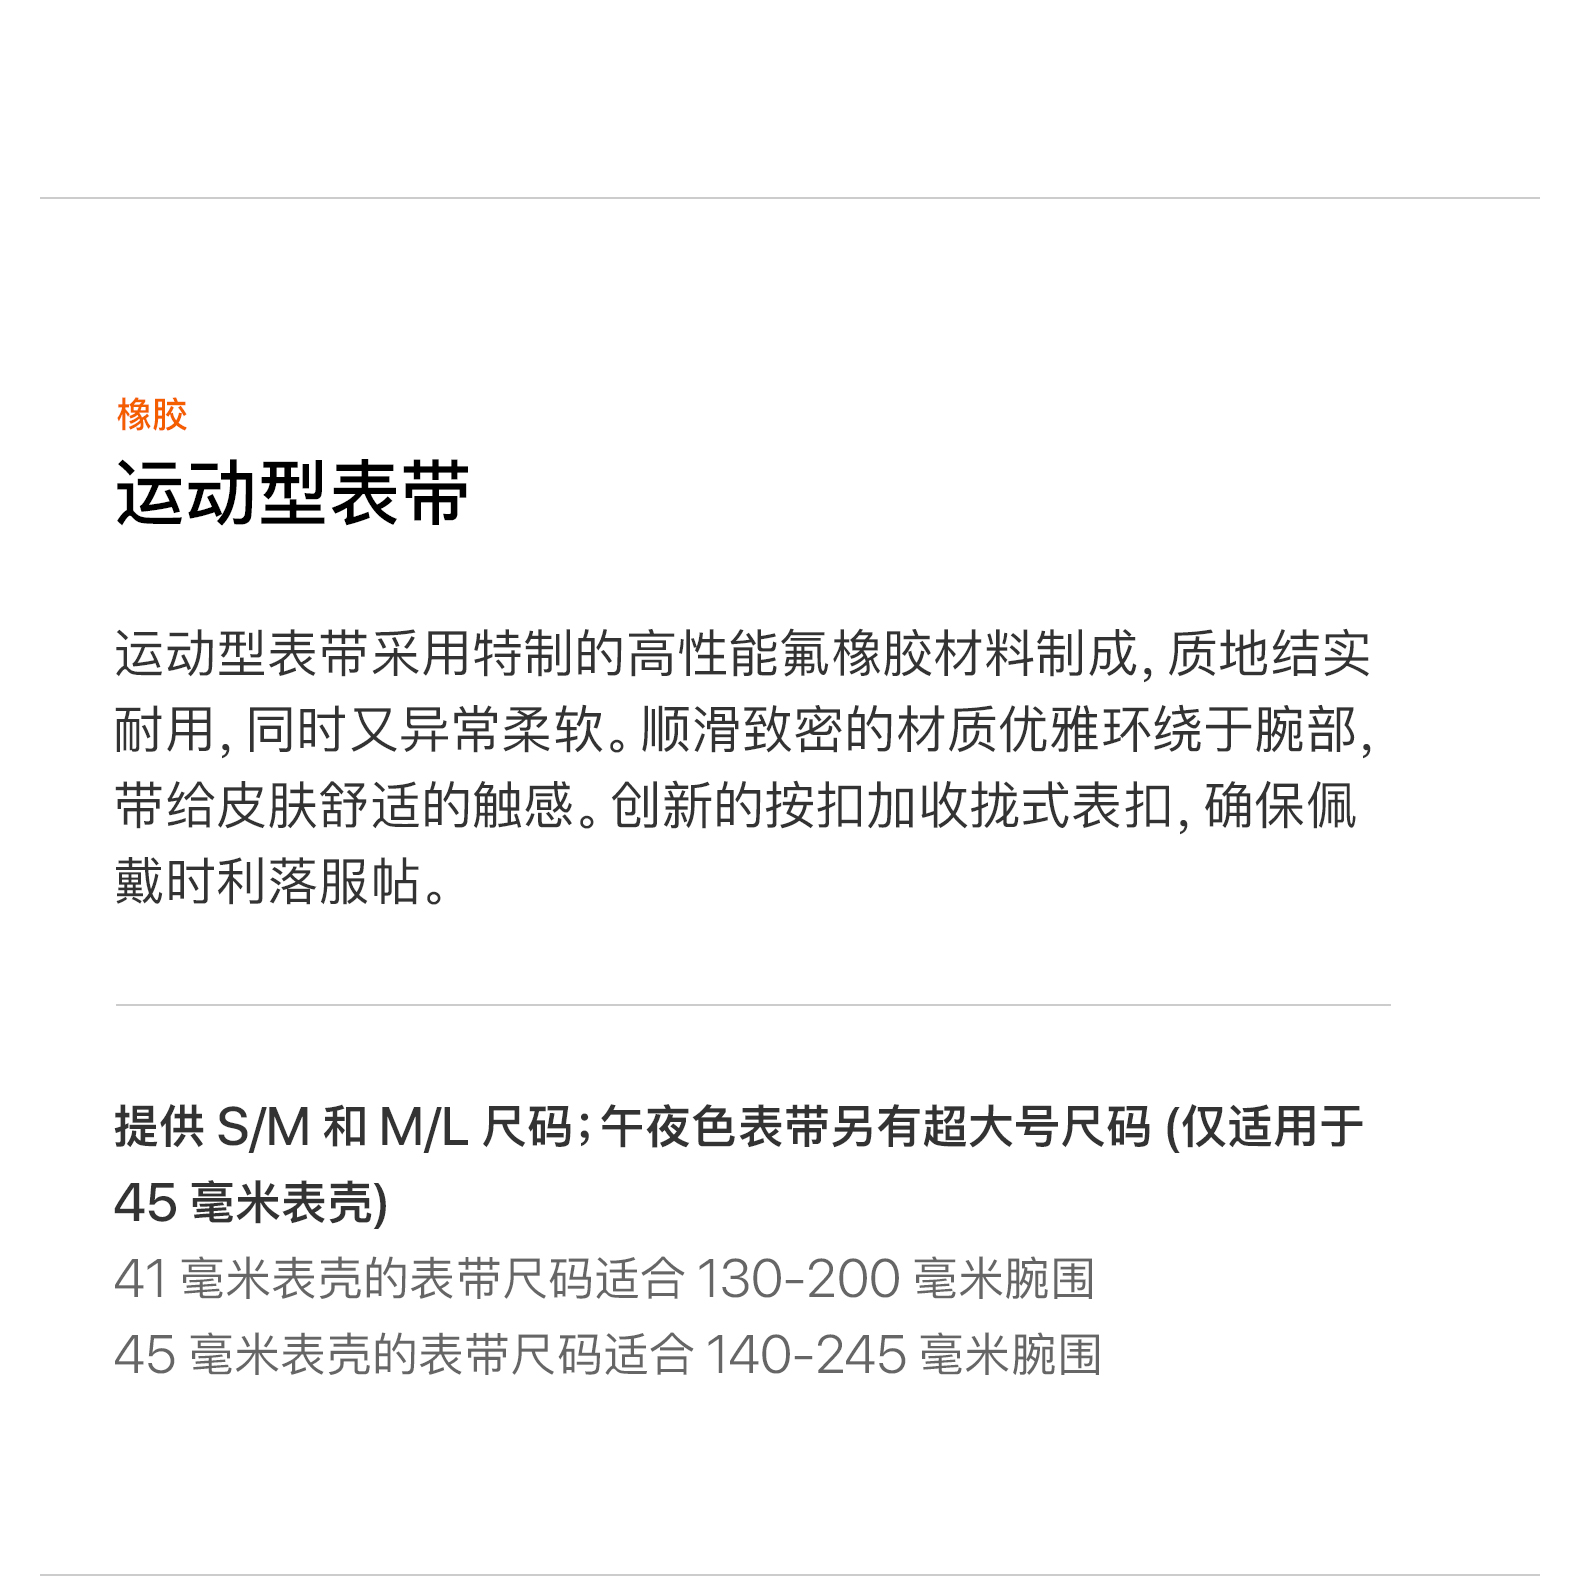 橡胶
运动型表带
运动型表带采用特制的高性能氟橡胶材料制成，质地结实
耐用，同时又异常柔软。顺滑致密的材质优雅环绕于腕部，
带给皮肤舒适的触感。创新的按扣加收拢式表扣，确保佩
戴时利落服帖。
提供 S/M 和 M/L 尺码；午夜色表带另有超大号尺码 (仅适用于
45 毫米表壳)
41 毫米表壳的表带尺码适合 130-200 毫米腕围
45 毫米表壳的表带尺码适合 140-245 毫米腕围